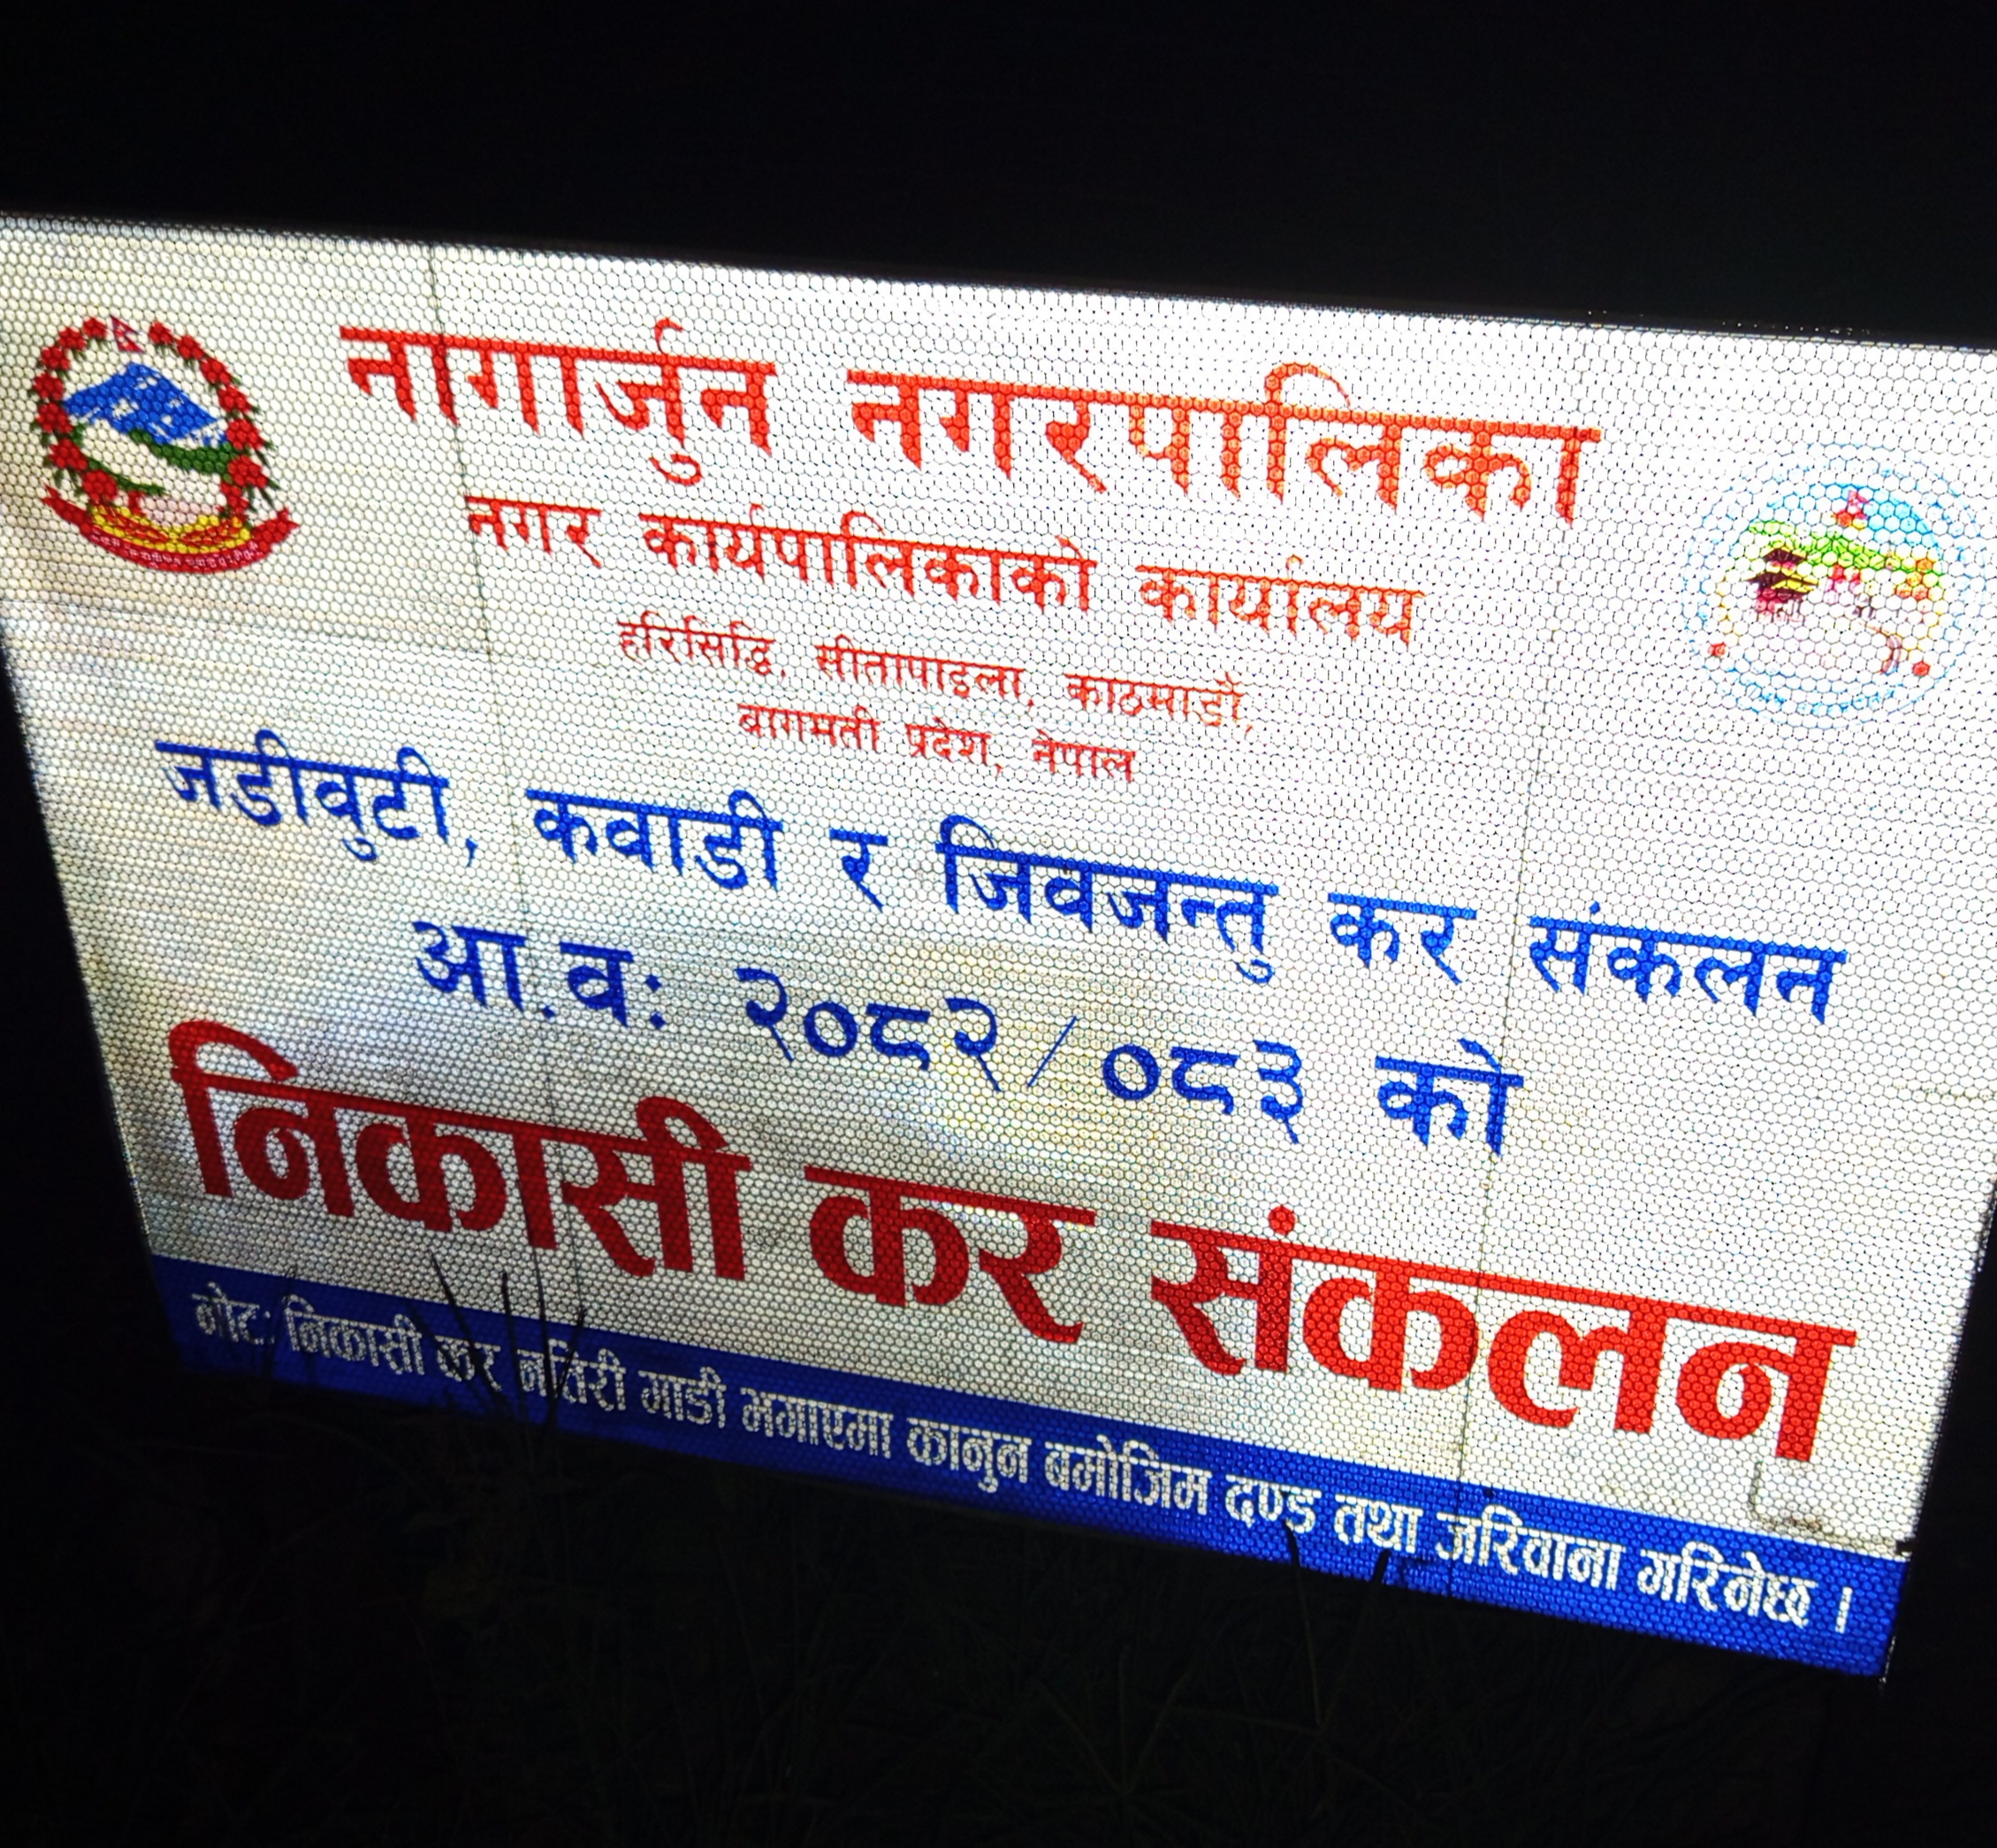 नागार्जुन नगरपालिका
नगर कार्यपालिकाको कार्यालय
हरिसिद्धि, सीतापाइला, काठमाडौं,
बागमती प्रदेश, नेपाल
जडीवुटी, कवाडी र जिवजन्तु कर संकलन
आ.व: २०८२/०८३ को
निकासी कर संकलन
नोट: निकासी कर नतिरी गाडी भगाएमा कानुन बमोजिम दण्ड तथा जरिवाना गरिनेछ ।